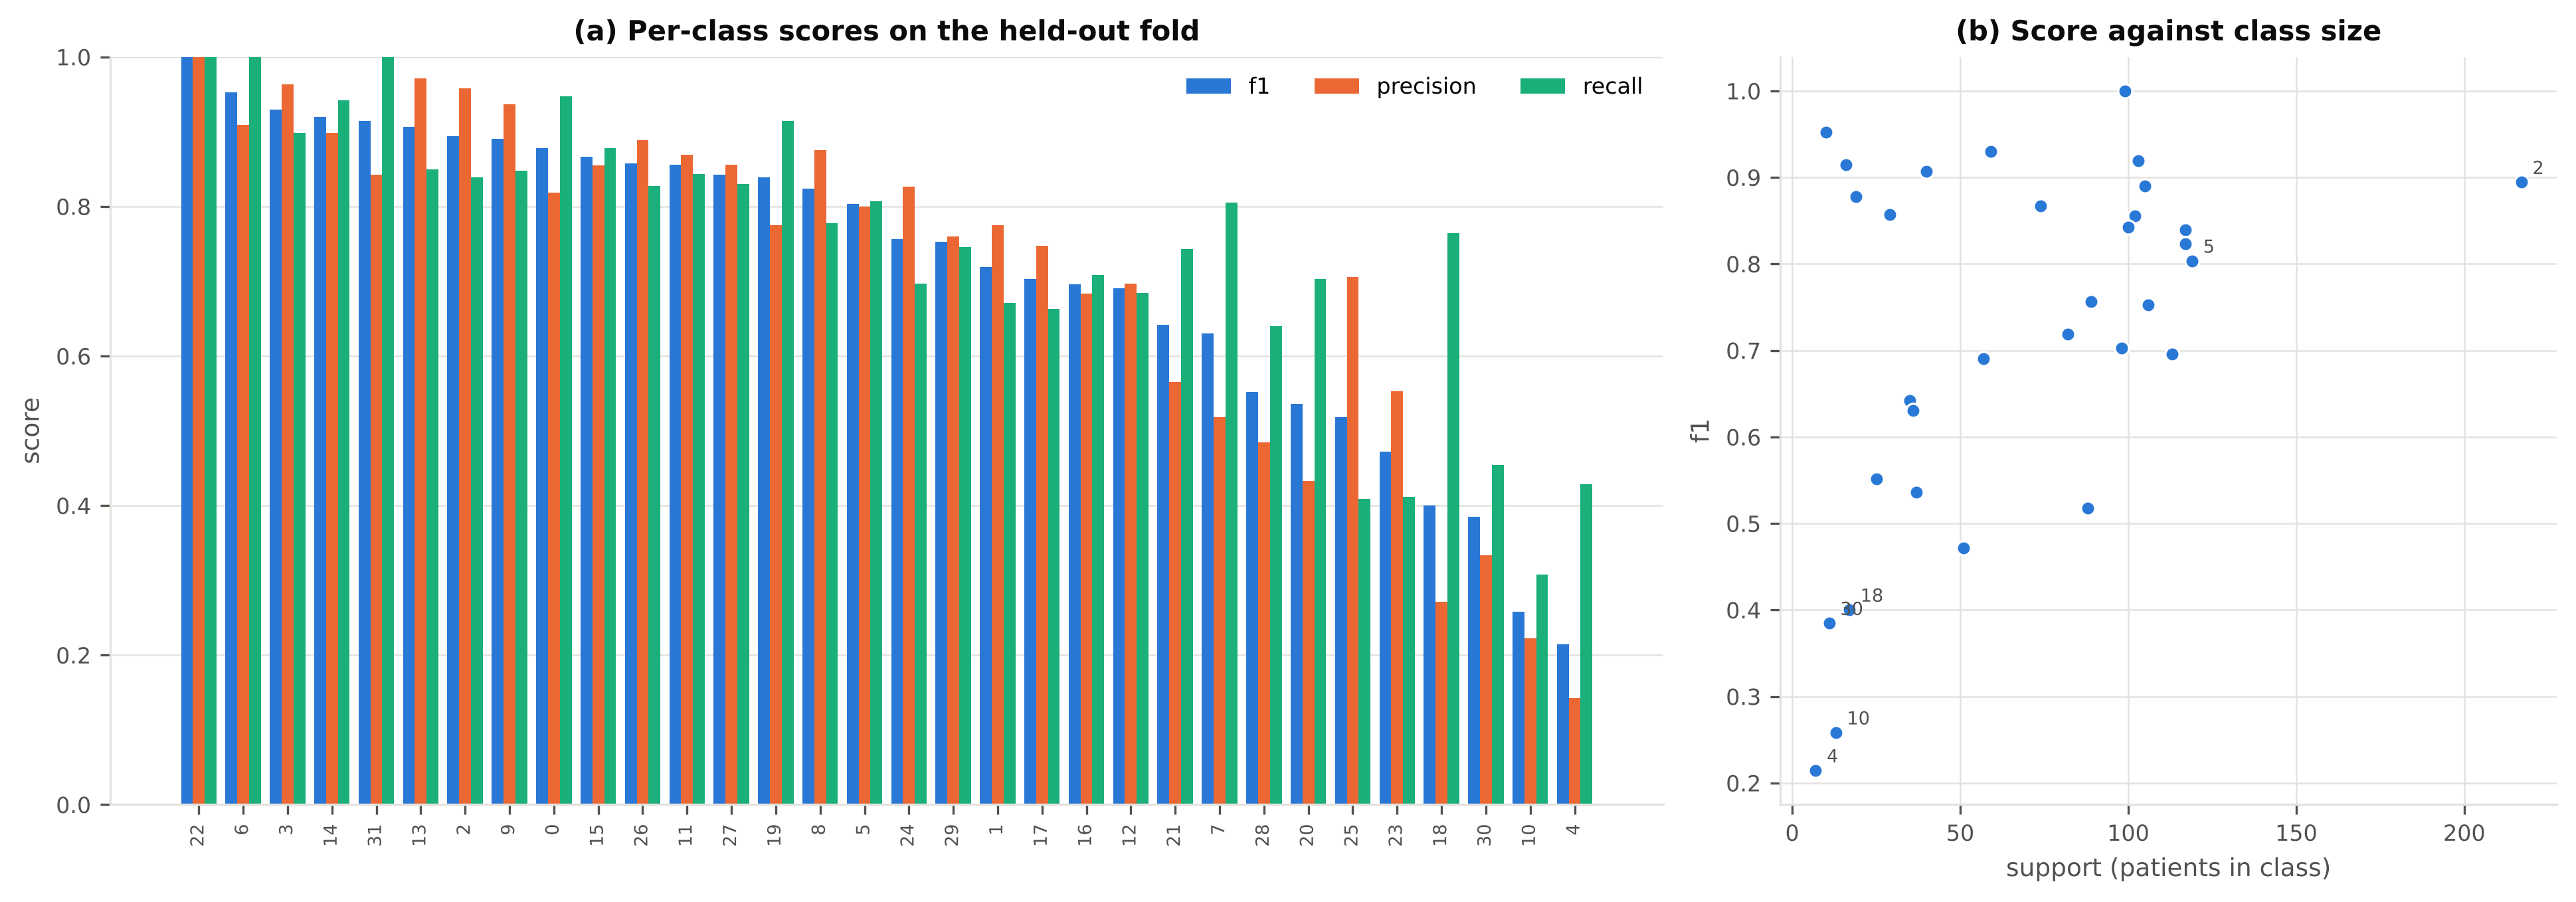 (a) Per-class scores on the held-out fold
f1 precision recall
score
1.0
0.8
0.6
0.4
0.2
0.0
22 6 3 14 31 13 2 9 0 15 26 11 27 19 8 5 24 29 1 17 16 12 21 7 28 20 25 23 18 30 10 4
(b) Score against class size
f1
1.0
0.9
0.8
0.7
0.6
0.5
0.4
0.3
0.2
2
5
18
30
10
4
0 50 100 150 200
support (patients in class)